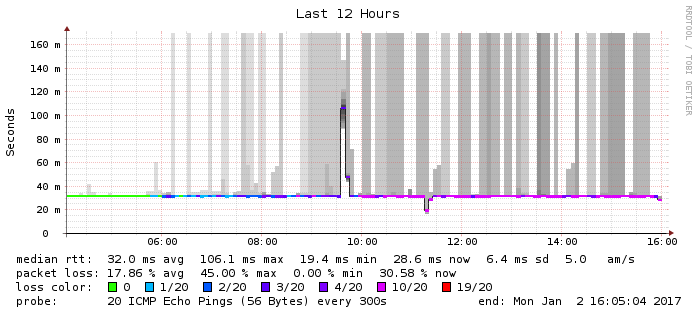 Last 12 Hours
RRDTOOL / TOBI OETIKER
Seconds
160 m
140 m
120 m
100 m
80 m
60 m
40 m
20 m
0
06:00 08:00 10:00 12:00 14:00 16:00
median rtt: 32.0 ms avg 106.1 ms max 19.4 ms min 28.6 ms now 6.4 ms sd 5.0 am/s
packet loss: 17.86 % avg 45.00 % max 0.00 % min 30.58 % now
loss color: 0 1/20 2/20 3/20 4/20 10/20 19/20
probe: 20 ICMP Echo Pings (56 Bytes) every 300s end: Mon Jan 2 16:05:04 2017